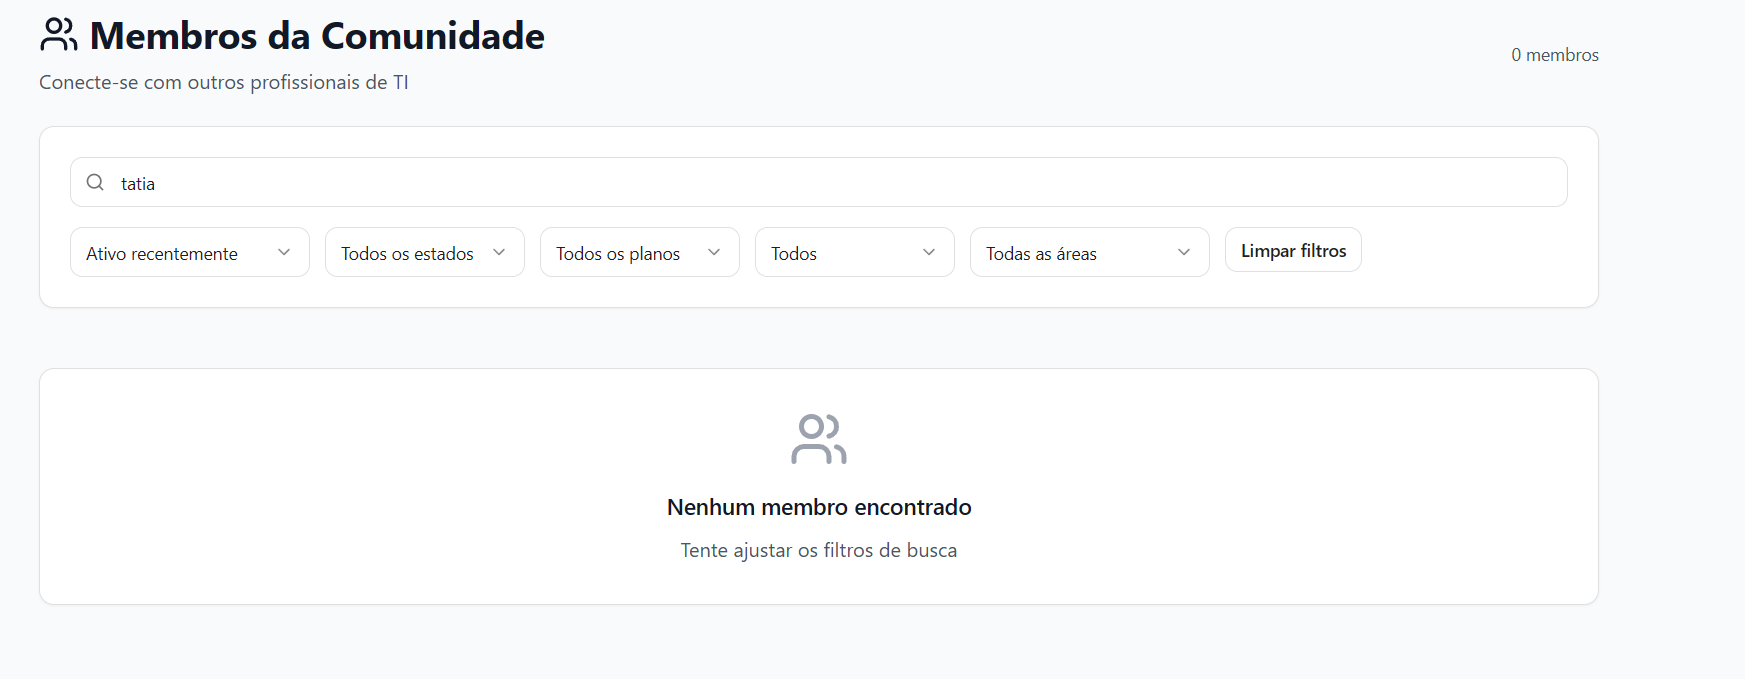 Membros da Comunidade
0 membros
Conecte-se com outros profissionais de TI
tatia
Ativo recentemente
Todos os estados
Todos os planos
Todos
Todas as áreas
Limpar filtros
Nenhum membro encontrado
Tente ajustar os filtros de busca